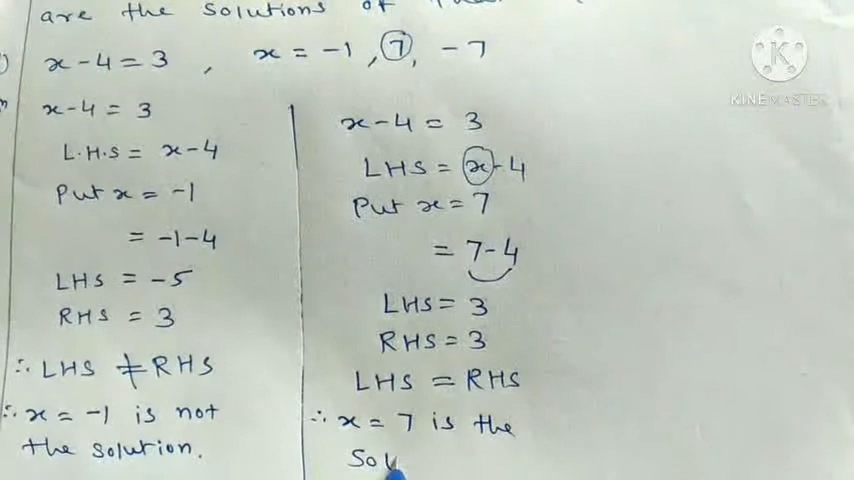 are the solutions of
x - 4 = 3 , x = -1 , 7, -7
x - 4 = 3
L.H.S = x - 4
Put x = -1
= -1 - 4
LHS = -5
RHS = 3
∴ LHS ≠ RHS
∴ x = -1 is not
the solution.
x - 4 = 3
LHS = x - 4
Put x = 7
= 7 - 4
LHS = 3
RHS = 3
LHS = RHS
∴ x = 7 is the
Sol
KINEMASTER